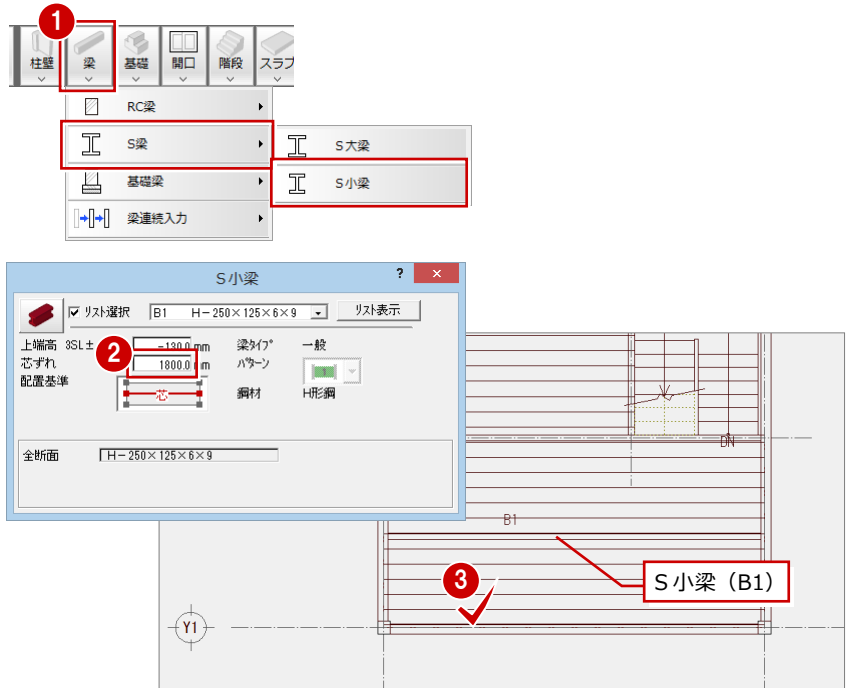 1
柱壁 梁 基礎 開口 階段 スラブ
RC梁
S梁
S大梁
S小梁
基礎梁
梁連続入力
S小梁 ? ×
リスト選択 B1 H－250×125×6×9 リスト表示
上端高 3SL± -130.0 mm 梁タイプ 一般
2
芯ずれ 1800.0 mm パターン
配置基準 芯 鋼材 H形鋼
全断面 H－250×125×6×9
DN
B1
3
S小梁（B1）
Y1